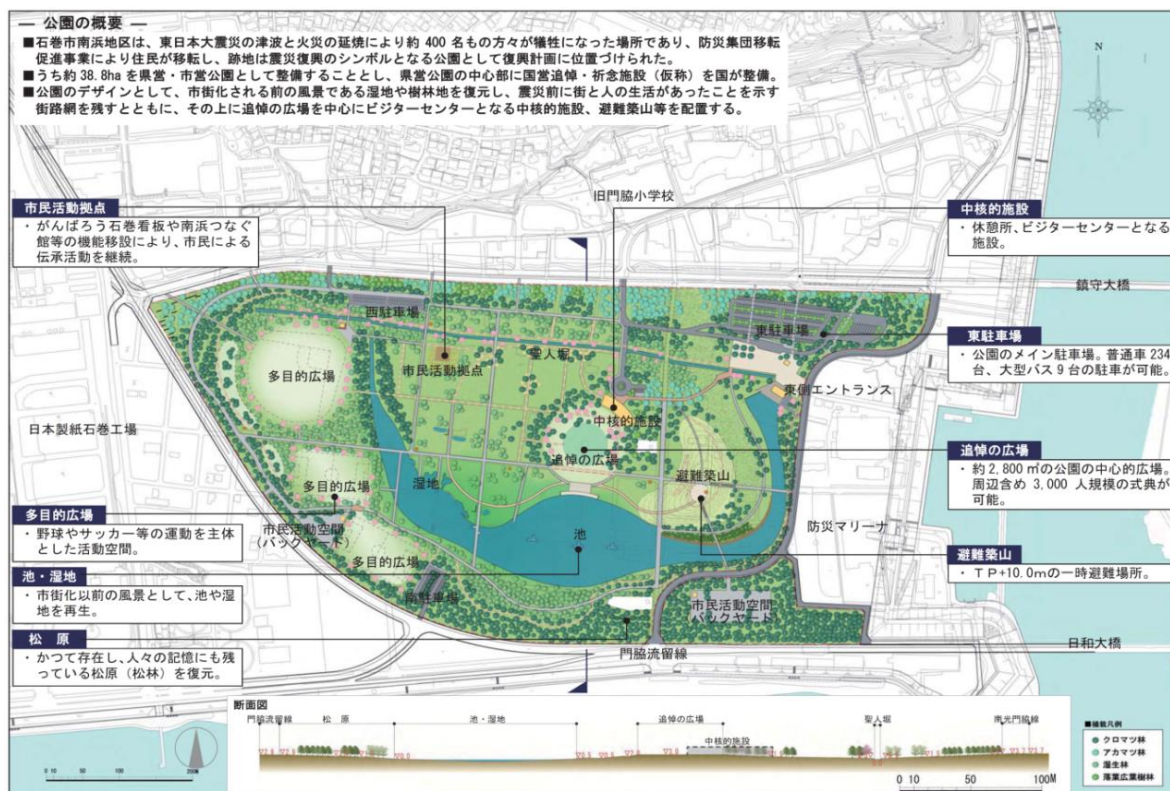 ― 公園の概要 ―
■石巻市南浜地区は、東日本大震災の津波と火災の延焼により約 400 名もの方々が犠牲になった場所であり、防災集団移転
促進事業により住民が移転し、跡地は震災復興のシンボルとなる公園として復興計画に位置づけられた。
■うち約 38.8ha を県営・市営公園として整備することとし、県営公園の中心部に国営追悼・祈念施設（仮称）を国が整備。
■公園のデザインとして、市街化される前の風景である湿地や樹林地を復元し、震災前に街と人の生活があったことを示す
街路網を残すとともに、その上に追悼の広場を中心にビジターセンターとなる中核的施設、避難築山等を配置する。
N
旧門脇小学校
市民活動拠点
・がんばろう石巻看板や南浜つなぐ
館等の機能移設により、市民による
伝承活動を継続。
中核的施設
・休憩所、ビジターセンターとなる
施設。
鎮守大橋
西駐車場
東駐車場
聖人堀
市民活動拠点
多目的広場
東側エントランス
中核的施設
東駐車場
・公園のメイン駐車場。普通車 234
台、大型バス 9 台の駐車が可能。
日本製紙石巻工場
追悼の広場
避難築山
湿地
追悼の広場
・約 2,800 ㎡の公園の中心的広場。
周辺含め 3,000 人規模の式典が
可能。
多目的広場
市民活動空間
（バックヤード）
多目的広場
池
防災マリーナ
多目的広場
・野球やサッカー等の運動を主体
とした活動空間。
避難築山
・ＴＰ+10.0ｍの一時避難場所。
池・湿地
・市街化以前の風景として、池や湿
地を再生。
南駐車場
市民活動空間
（バックヤード）
松 原
・かつて存在し、人々の記憶にも残
っている松原（松林）を復元。
門脇流留線
日和大橋
断面図
門脇流留線
松 原
池・湿地
追悼の広場
中核的施設
聖人堀
南光門脇線
0 10 50 100 200M
0 10 50 100M
■植栽凡例
クロマツ林
アカマツ林
湿生林
落葉広葉樹林